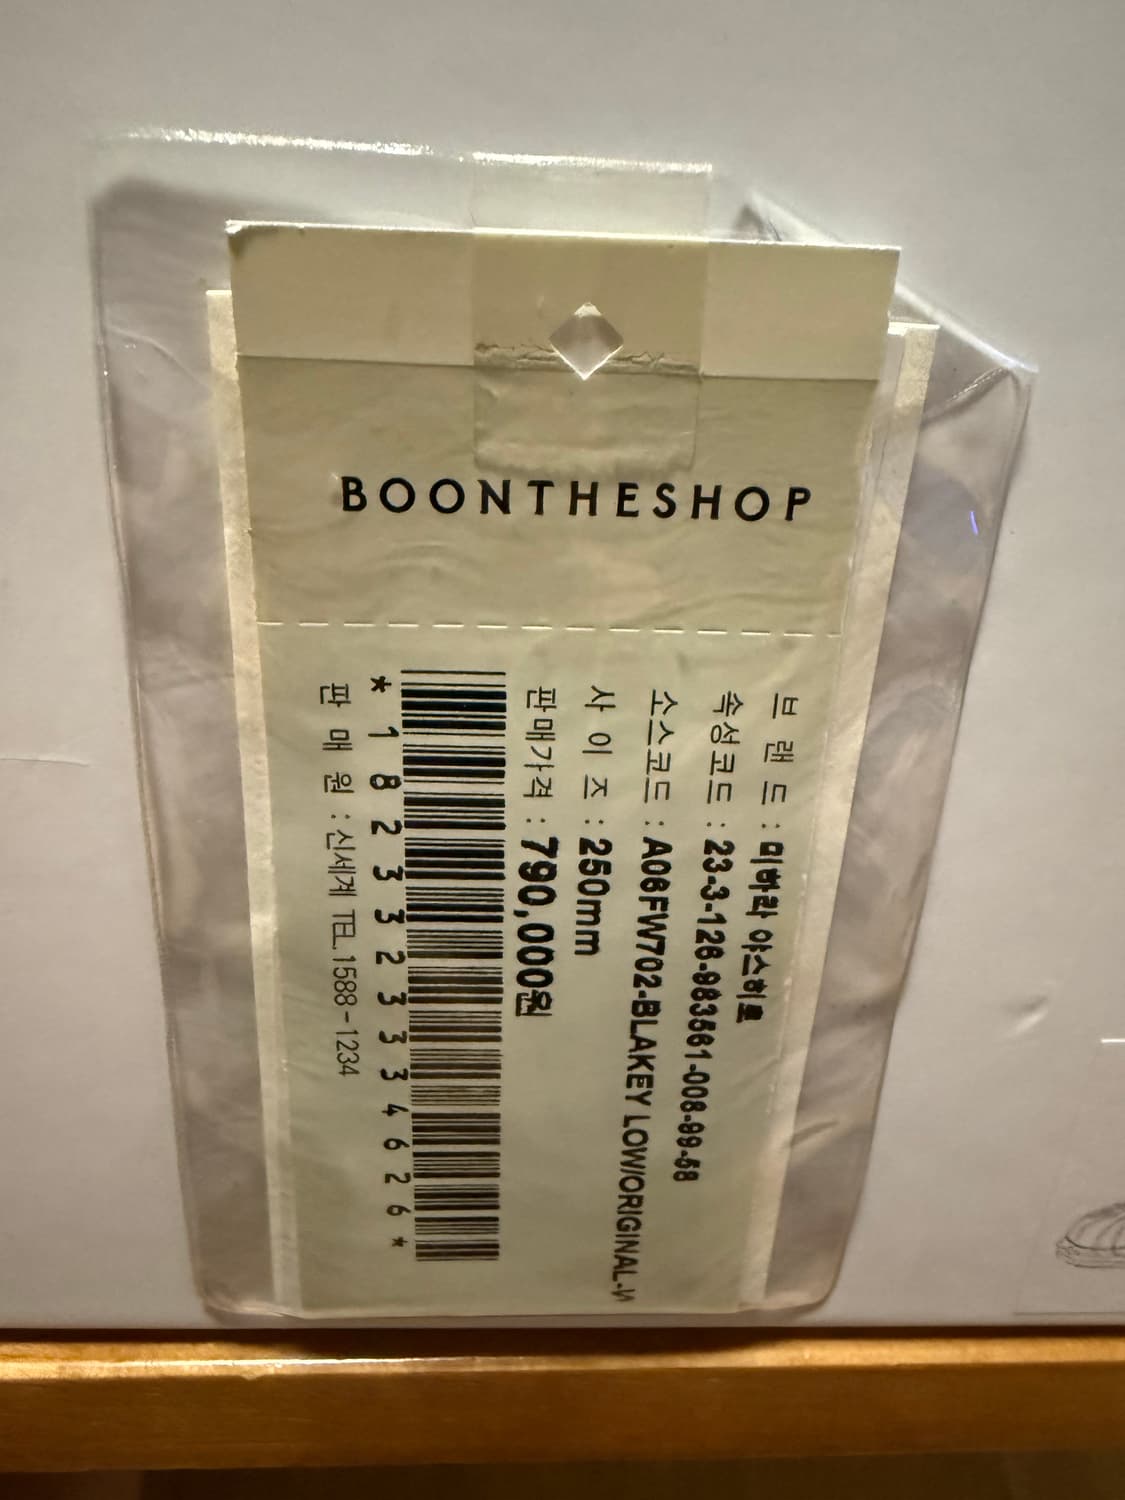 BOONTHESHOP
브 랜 드 : 미하라 야스히로
속성코드 : 23-3-126-983561-008-99-58
소스코드 : A06FW702-BLAKEY LOW/ORIGINAL-
사 이 즈 : 250mm
판매가격 : 790,000원
*1823323334626*
판 매 원 : 신세계 TEL.1588-1234